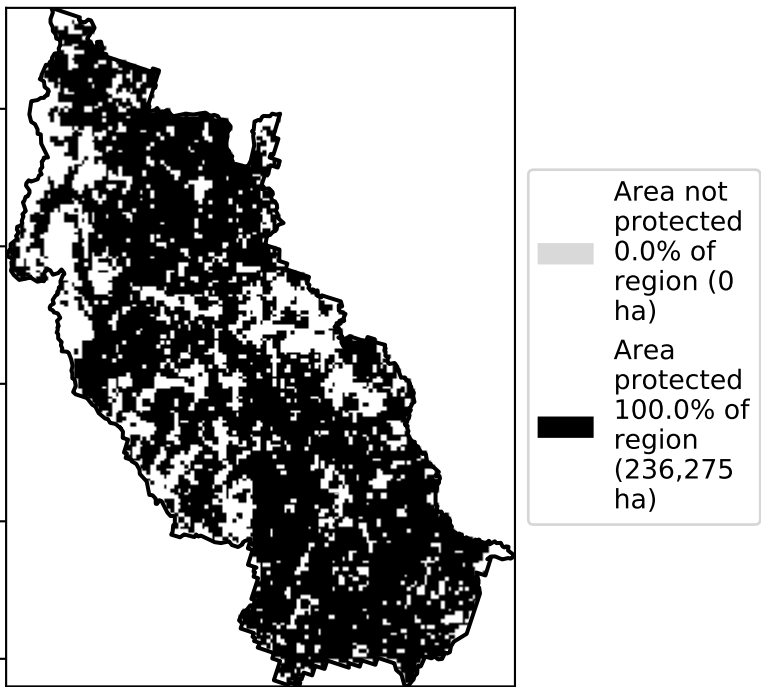 Area not
protected
0.0% of
region (0
ha)
Area
protected
100.0% of
region
(236,275
ha)